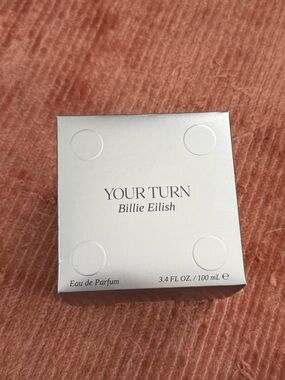 YOUR TURN
Billie Eilish
Eau de Parfum 3.4 FL OZ. / 100 mL ℮